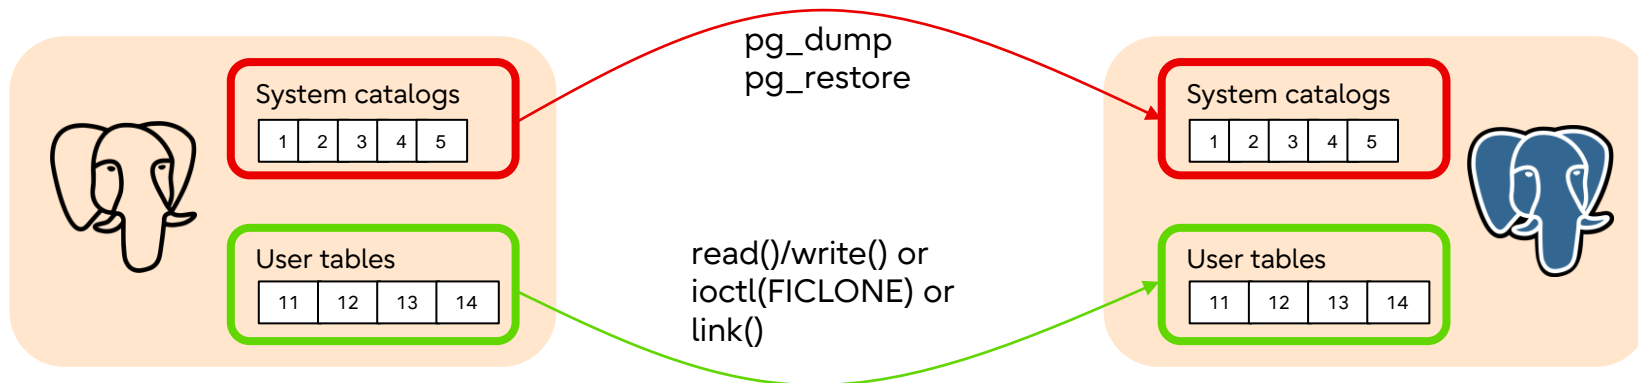 pg_dump
pg_restore
System catalogs
1 2 3 4 5
User tables
11 12 13 14
read()/write() or
ioctl(FICLONE) or
link()
System catalogs
1 2 3 4 5
User tables
11 12 13 14